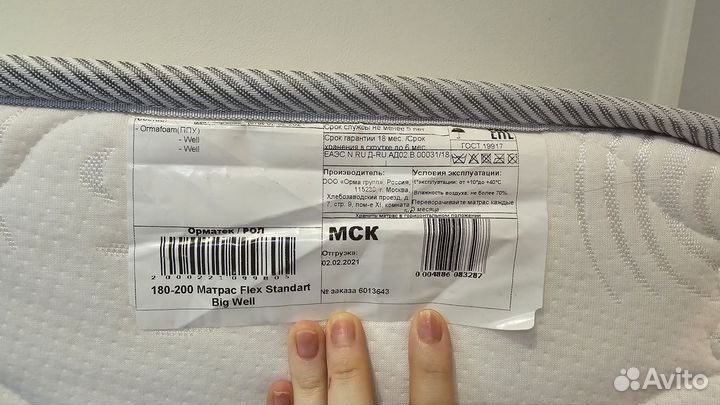 - Ormafoam(ППУ)
- Well
- Well
Срок службы не менее 5 лет
Срок гарантии 18 мес. /Срок
хранения в скрутке до 6 мес.
ЕАЭС N RU Д-RU.АД02.В.00031/18
ГОСТ 19917
Производитель:
ООО «Орма групп», Россия,
115230, г. Москва,
Хлебозаводский проезд, д.
7, стр. 9, пом-е XI, комната
Условия эксплуатации:
t°эксплуатации: от +10°до +40°C
Влажность воздуха, не более 70%.
Переворачивайте матрас каждые
3 месяца
Хранить матрас в горизонтальном положении
Орматек / РОЛ
2000221099805
180-200 Матрас Flex Standart
Big Well
МСК
Отгрузка:
02.02.2021
№ заказа 6013643
0004886 083287
Avito